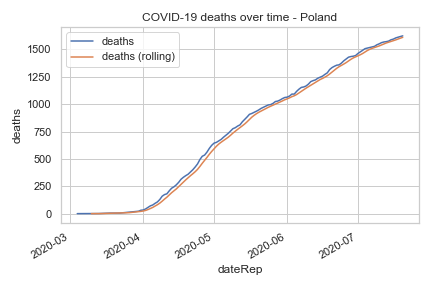 COVID-19 deaths over time - Poland
deaths
deaths (rolling)
1500
1250
1000
750
500
250
0
deaths
2020-03
2020-04
2020-05
2020-06
2020-07
dateRep